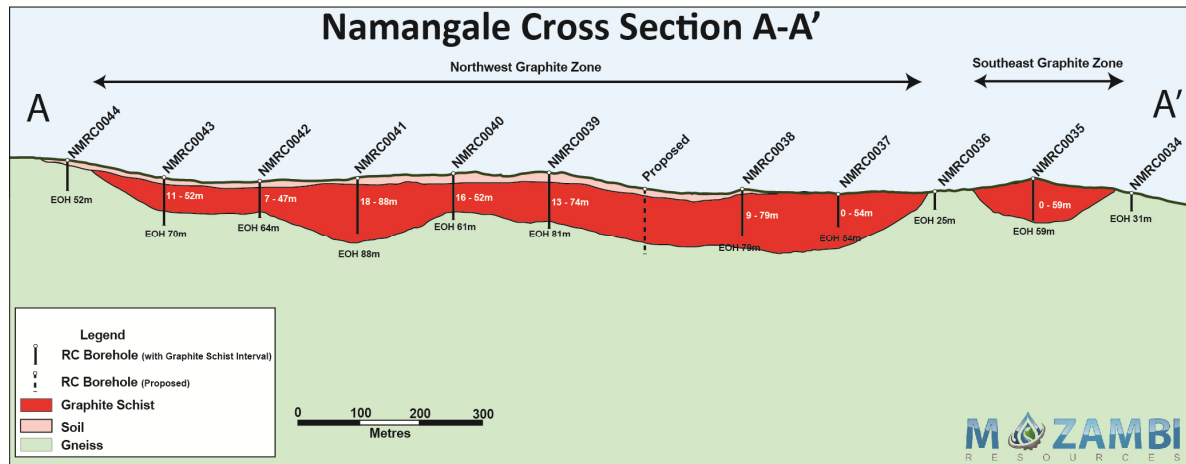 Namangale Cross Section A-A’
Northwest Graphite Zone
Southeast Graphite Zone
A
A’
NMRC0044
NMRC0043
NMRC0042
NMRC0041
NMRC0040
NMRC0039
Proposed
NMRC0038
NMRC0037
NMRC0036
NMRC0035
NMRC0034
11 - 52m
7 - 47m
18 - 88m
16 - 52m
13 - 74m
9 - 79m
0 - 54m
0 - 59m
EOH 52m
EOH 70m
EOH 64m
EOH 88m
EOH 61m
EOH 81m
EOH 79m
EOH 54m
EOH 25m
EOH 59m
EOH 31m
Legend
RC Borehole (with Graphite Schist Interval)
RC Borehole (Proposed)
Graphite Schist
Soil
Gneiss
0 100 200 300
Metres
MOZAMBI
RESOURCES